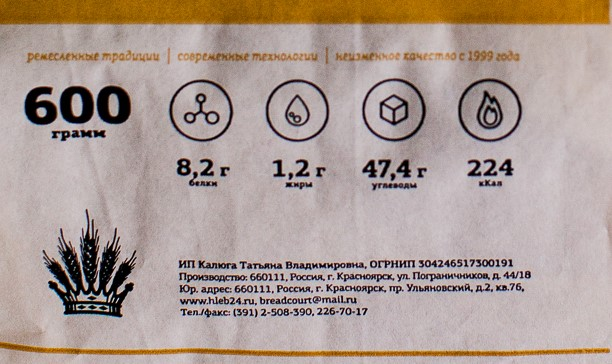 ремесленные традиции | современные технологии | неизменное качество с 1999 года
600
грамм
8,2 г
белки
1,2 г
жиры
47,4 г
углеводы
224
кКал
ИП Калюга Татьяна Владимировна, ОГРНИП 304246517300191
Производство: 660111, Россия, г. Красноярск, ул. Пограничников, д. 44/18
Юр. адрес: 660111, Россия, г. Красноярск, пр. Ульяновский, д.2, кв.76,
www.hleb24.ru, breadcourt@mail.ru
Тел./факс: (391) 2-508-390, 226-70-17